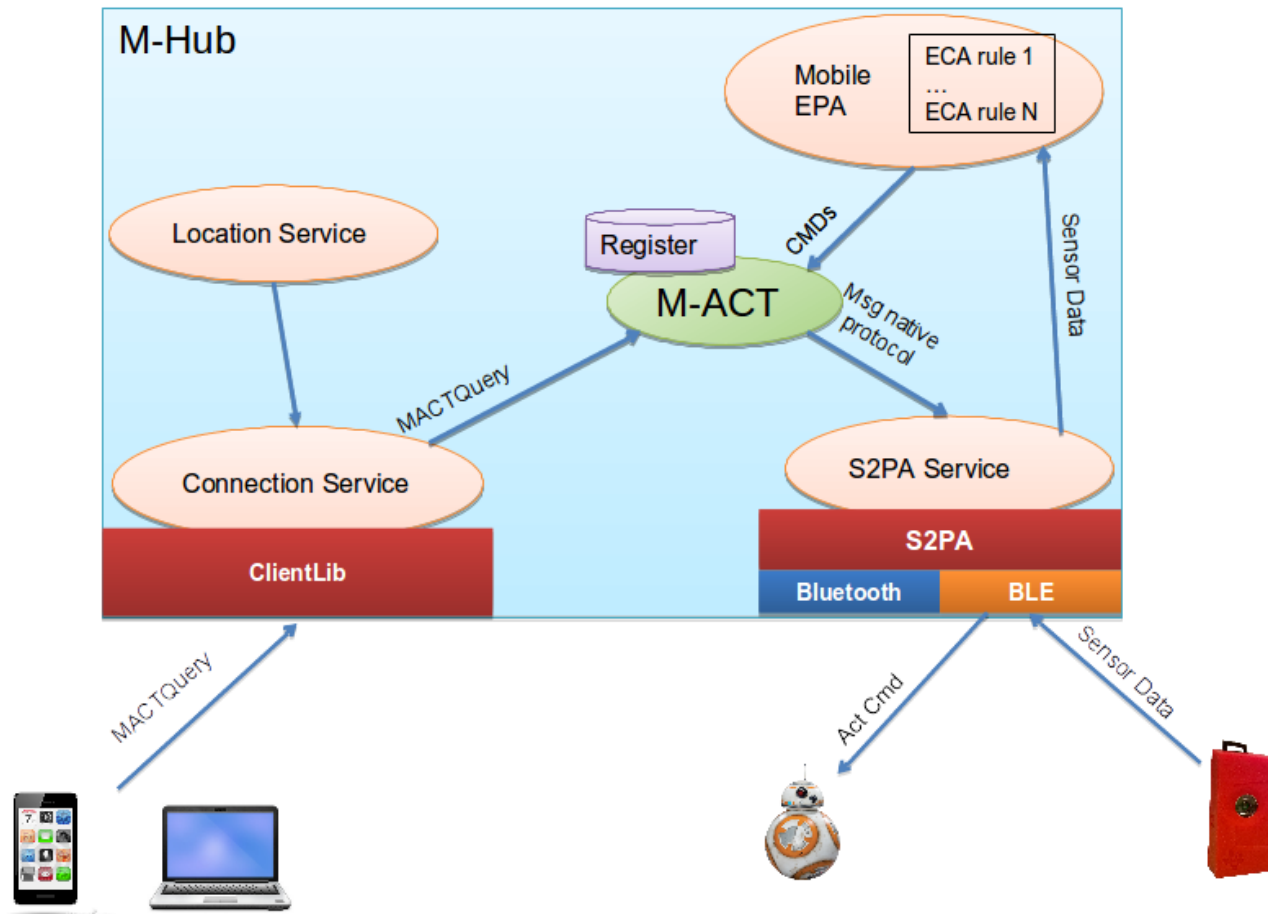 M-Hub
Mobile
EPA
ECA rule 1
...
ECA rule N
Location Service
Register
CMDs
Sensor Data
M-ACT
Msg native
protocol
MACTQuery
Connection Service
S2PA Service
ClientLib
S2PA
Bluetooth
BLE
MACTQuery
Act Cmd
Sensor Data
7